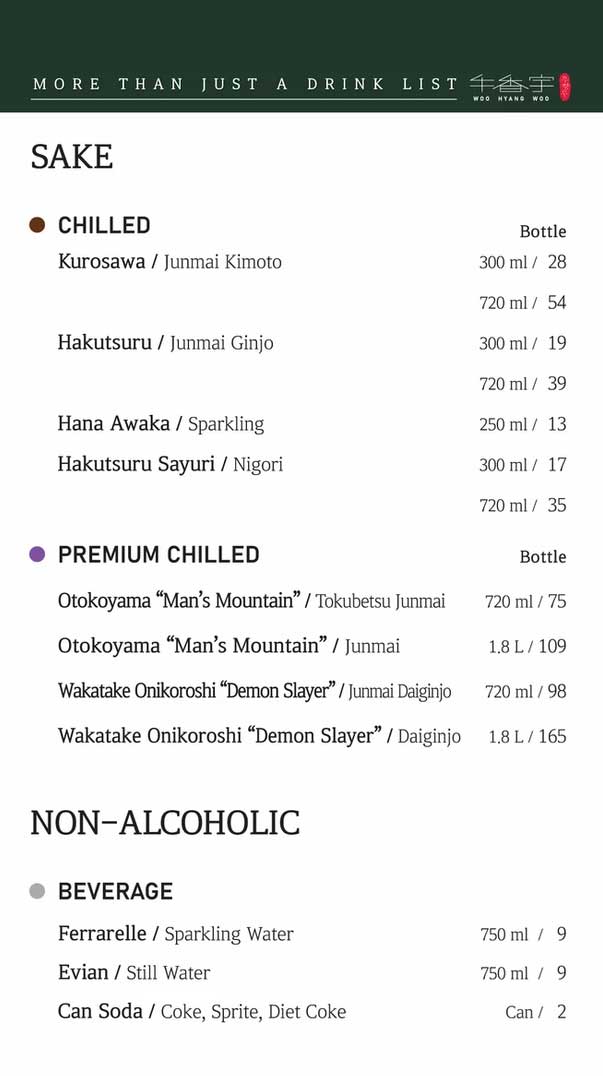 MORE THAN JUST A DRINK LIST 牛香宇
WOO HYANG WOO
SAKE
CHILLED Bottle
Kurosawa / Junmai Kimoto 300 ml / 28
720 ml / 54
Hakutsuru / Junmai Ginjo 300 ml / 19
720 ml / 39
Hana Awaka / Sparkling 250 ml / 13
Hakutsuru Sayuri / Nigori 300 ml / 17
720 ml / 35
PREMIUM CHILLED Bottle
Otokoyama “Man’s Mountain” / Tokubetsu Junmai 720 ml / 75
Otokoyama “Man’s Mountain” / Junmai 1.8 L / 109
Wakatake Onikoroshi “Demon Slayer” / Junmai Daiginjo 720 ml / 98
Wakatake Onikoroshi “Demon Slayer” / Daiginjo 1.8 L / 165
NON-ALCOHOLIC
BEVERAGE
Ferrarelle / Sparkling Water 750 ml / 9
Evian / Still Water 750 ml / 9
Can Soda / Coke, Sprite, Diet Coke Can / 2